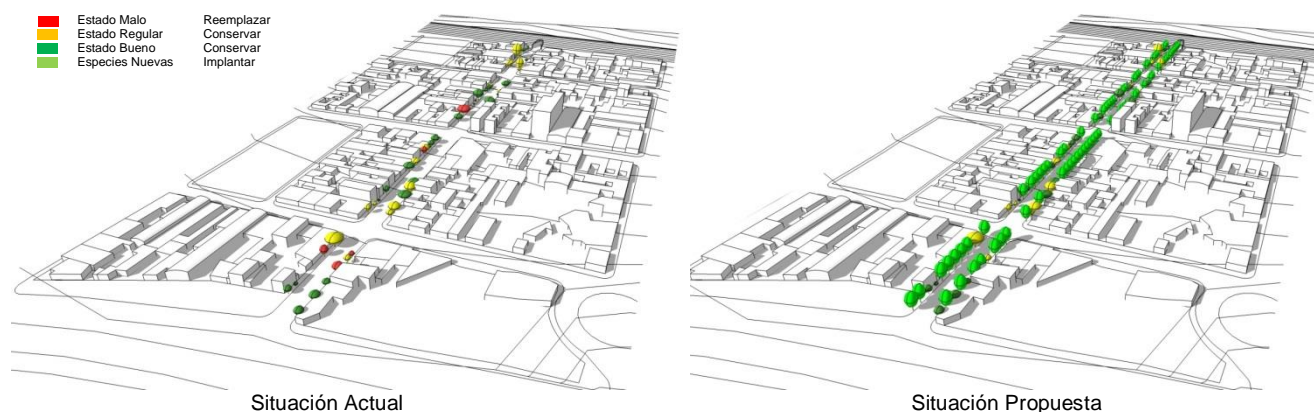 Estado Malo Reemplazar
Estado Regular Conservar
Estado Bueno Conservar
Especies Nuevas Implantar
Situación Actual
Situación Propuesta